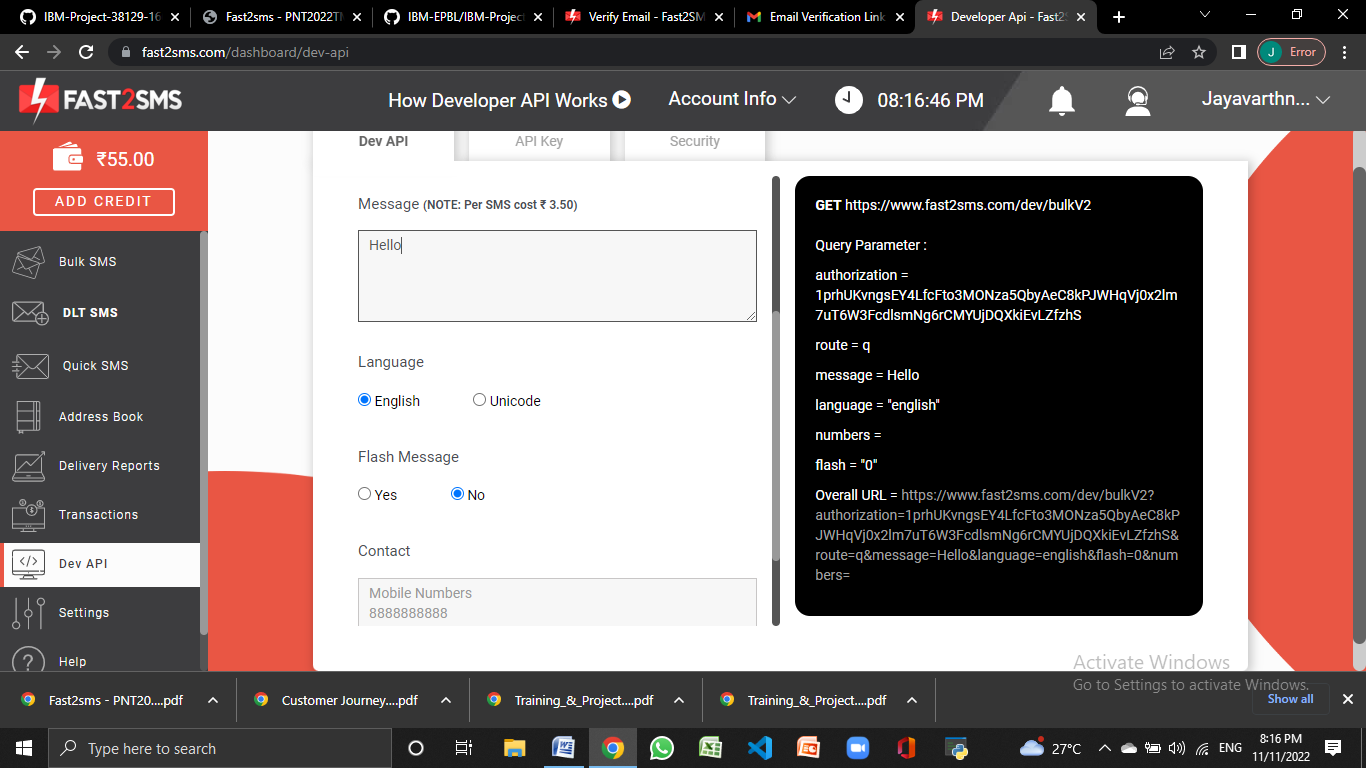 IBM-Project-38129-16
Fast2sms - PNT2022TM
IBM-EPBL/IBM-Project
Verify Email - Fast2SM
Email Verification Link
Developer Api - Fast2S
fast2sms.com/dashboard/dev-api
J Error
FAST2SMS
How Developer API Works
Account Info
08:16:46 PM
Jayavarthn...
₹55.00
ADD CREDIT
Bulk SMS
DLT SMS
Quick SMS
Address Book
Delivery Reports
Transactions
Dev API
Settings
Help
Dev API
API Key
Security
Message (NOTE: Per SMS cost ₹ 3.50)
Hello
Language
English Unicode
Flash Message
Yes No
Contact
Mobile Numbers
8888888888
GET https://www.fast2sms.com/dev/bulkV2
Query Parameter :
authorization =
1prhUKvngsEY4LfcFto3MONza5QbyAeC8kPJWHqVj0x2lm
7uT6W3FcdlsmNg6rCMYUjDQXkiEvLZfzhS
route = q
message = Hello
language = "english"
numbers =
flash = "0"
Overall URL = https://www.fast2sms.com/dev/bulkV2?
authorization=1prhUKvngsEY4LfcFto3MONza5QbyAeC8kP
JWHqVj0x2lm7uT6W3FcdlsmNg6rCMYUjDQXkiEvLZfzhS&
route=q&message=Hello&language=english&flash=0&num
bers=
Activate Windows
Go to Settings to activate Windows.
Fast2sms - PNT20....pdf
Customer Journey....pdf
Training_&_Project....pdf
Training_&_Project....pdf
Show all
Type here to search
27°C
ENG
8:16 PM
11/11/2022